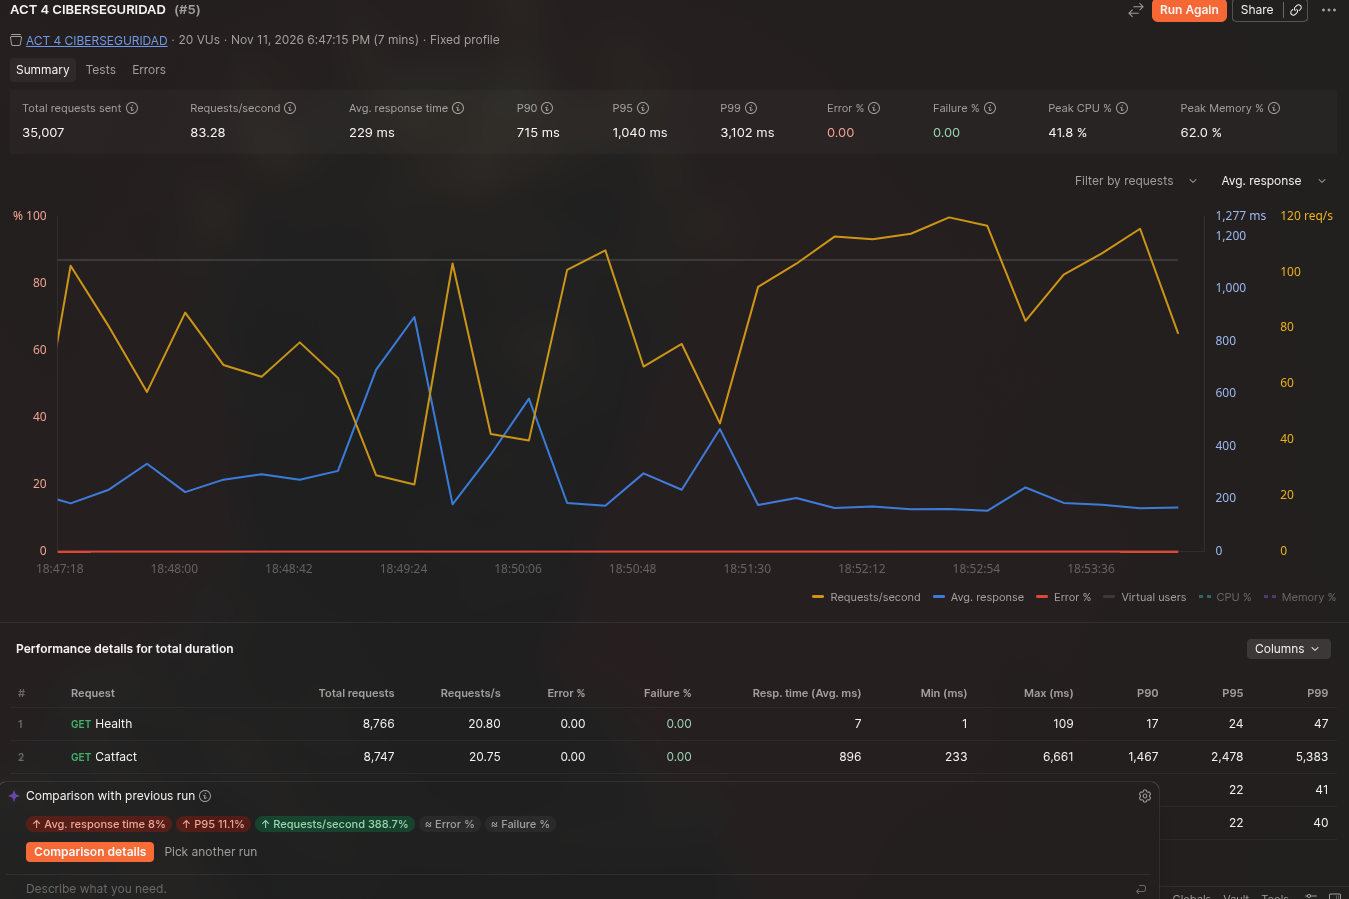 ACT 4 CIBERSEGURIDAD (#5)
Run Again
Share
ACT 4 CIBERSEGURIDAD · 20 VUs · Nov 11, 2026 6:47:15 PM (7 mins) · Fixed profile
Summary Tests Errors
Total requests sent Requests/second Avg. response time P90 P95 P99 Error % Failure % Peak CPU % Peak Memory %
35,007 83.28 229 ms 715 ms 1,040 ms 3,102 ms 0.00 0.00 41.8 % 62.0 %
Filter by requests Avg. response
% 100 1,277 ms 120 req/s
1,200
80 1,000 100
60 800 80
600 60
40 400 40
20 200 20
0 0 0
18:47:18 18:48:00 18:48:42 18:49:24 18:50:06 18:50:48 18:51:30 18:52:12 18:52:54 18:53:36
Requests/second Avg. response Error % Virtual users CPU % Memory %
Performance details for total duration
Columns
# Request Total requests Requests/s Error % Failure % Resp. time (Avg. ms) Min (ms) Max (ms) P90 P95 P99
1 GET Health 8,766 20.80 0.00 0.00 7 1 109 17 24 47
2 GET Catfact 8,747 20.75 0.00 0.00 896 233 6,661 1,467 2,478 5,383
22 41
22 40
Comparison with previous run
↑ Avg. response time 8% ↑ P95 11.1% ↑ Requests/second 388.7% ≈ Error % ≈ Failure %
Comparison details Pick another run
Describe what you need.
Globals Vault Tools